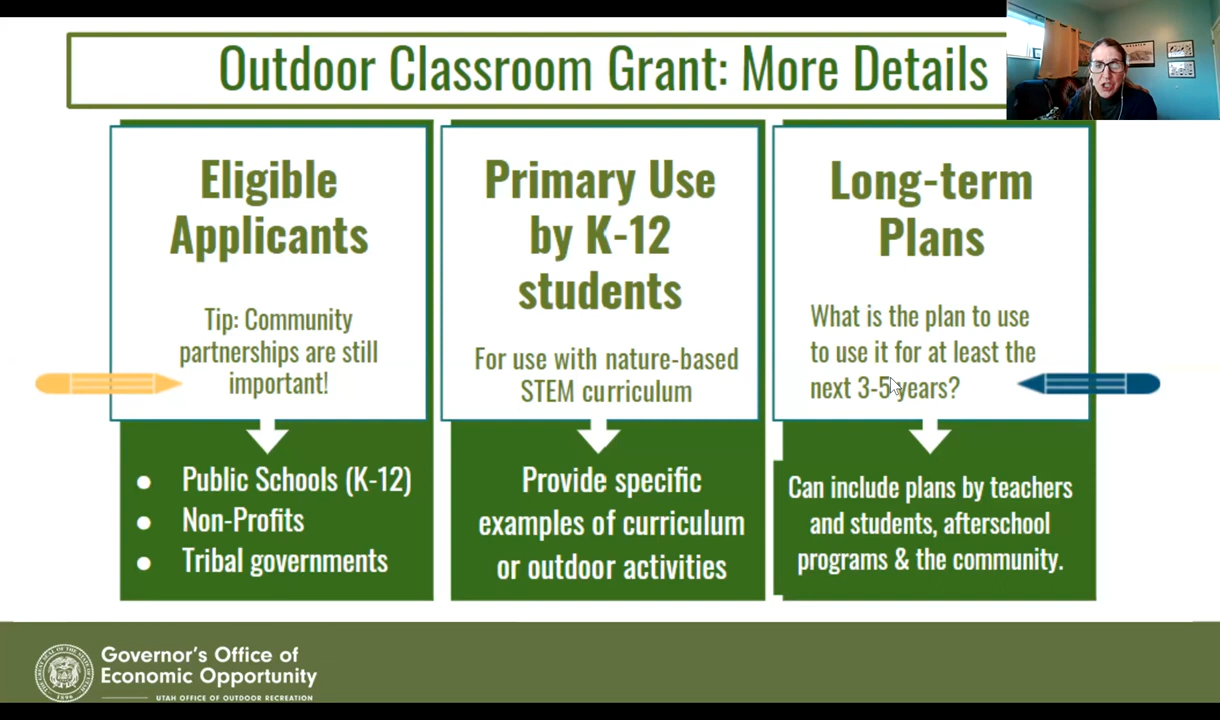 Outdoor Classroom Grant: More Details
Eligible
Applicants
Tip: Community
partnerships are still
important!
● Public Schools (K-12)
● Non-Profits
● Tribal governments
Primary Use
by K-12
students
For use with nature-based
STEM curriculum
Provide specific
examples of curriculum
or outdoor activities
Long-term
Plans
What is the plan to use
to use it for at least the
next 3-5 years?
Can include plans by teachers
and students, afterschool
programs & the community.
Governor's Office of
Economic Opportunity
UTAH OFFICE OF OUTDOOR RECREATION